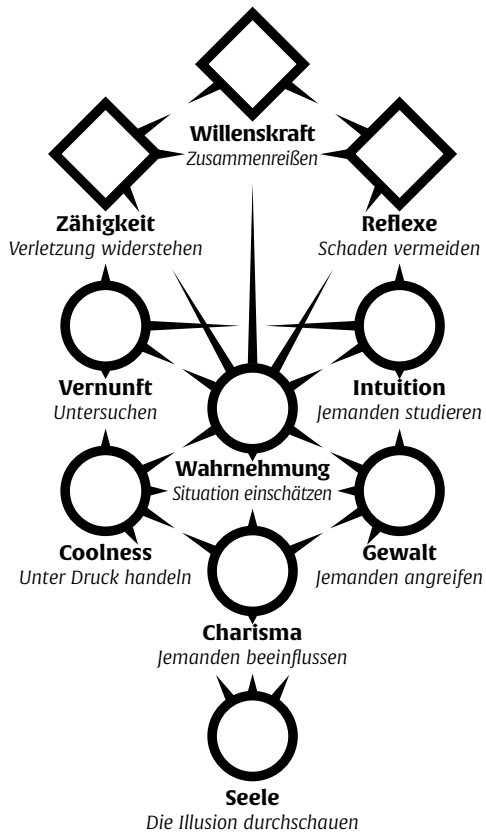 Willenskraft
Zusammenreißen
Zähigkeit
Verletzung widerstehen
Reflexe
Schaden vermeiden
Vernunft
Untersuchen
Intuition
Jemanden studieren
Wahrnehmung
Situation einschätzen
Coolness
Unter Druck handeln
Gewalt
Jemanden angreifen
Charisma
Jemanden beeinflussen
Seele
Die Illusion durchschauen